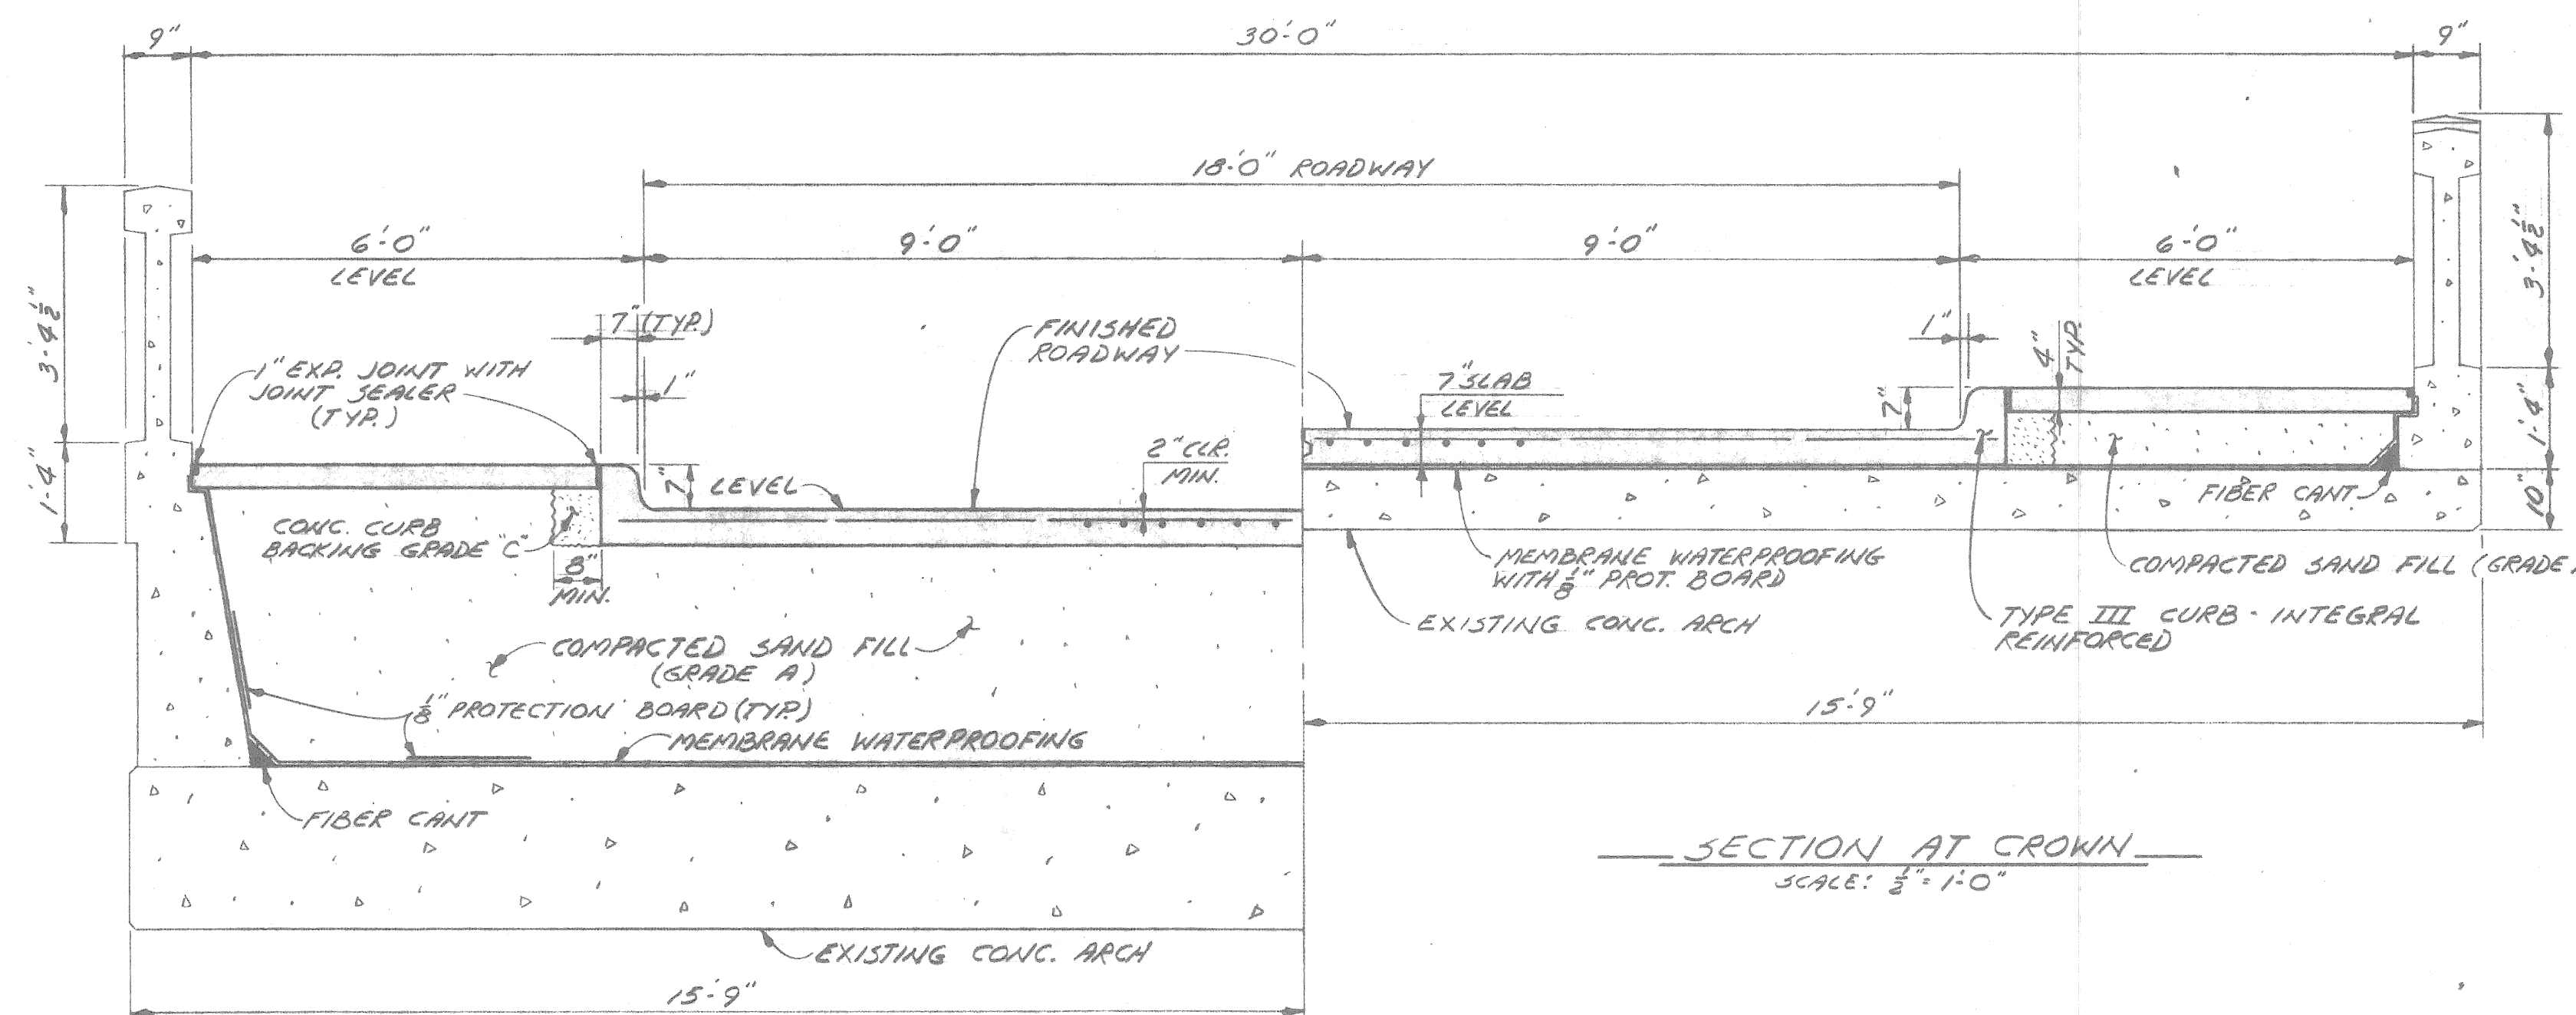 9"
30'-0"
9"
18'-0" ROADWAY
6'-0"
LEVEL
9'-0"
9'-0"
6'-0"
LEVEL
3'-4½"
3'-4½"
7" (TYP.)
1"
1" EXP. JOINT WITH
JOINT SEALER
(TYP.)
FINISHED
ROADWAY
7" SLAB
LEVEL
1"
4"
TYP.
7"
1'-4"
1'-4"
10"
2" CLR.
MIN.
7"
LEVEL
CONC. CURB
BACKING GRADE "C"
8"
MIN.
FIBER CANT
MEMBRANE WATERPROOFING
WITH ⅛" PROT. BOARD
COMPACTED SAND FILL (GRADE
EXISTING CONC. ARCH
TYPE III CURB - INTEGRAL
REINFORCED
COMPACTED SAND FILL
(GRADE A)
⅛" PROTECTION BOARD (TYP.)
MEMBRANE WATERPROOFING
15'-9"
FIBER CANT
SECTION AT CROWN
SCALE: ½" = 1'-0"
EXISTING CONC. ARCH
15'-9"